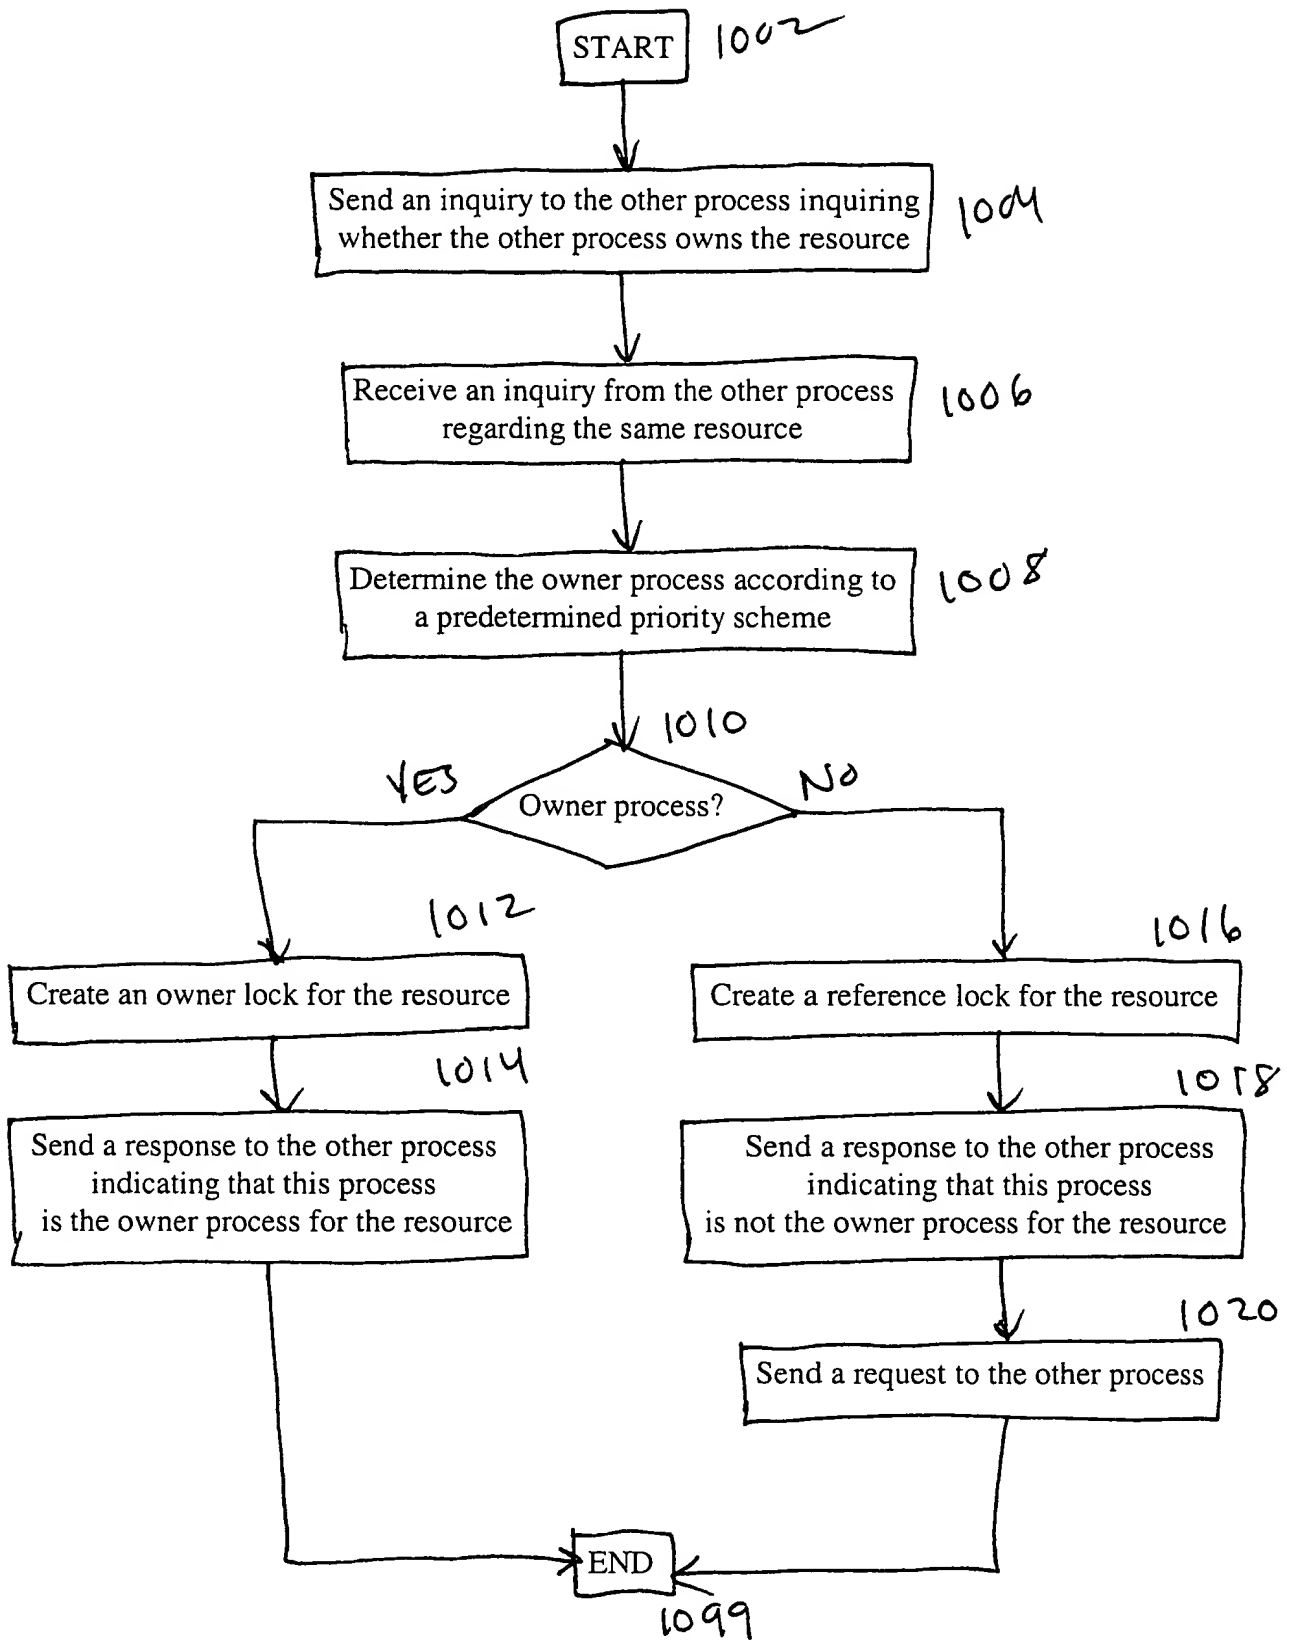 START 1002
Send an inquiry to the other process inquiring
whether the other process owns the resource
1004
Receive an inquiry from the other process
regarding the same resource
1006
Determine the owner process according to
a predetermined priority scheme
1008
1010
YES
Owner process?
NO
1012
Create an owner lock for the resource
1014
Send a response to the other process
indicating that this process
is the owner process for the resource
1016
Create a reference lock for the resource
1018
Send a response to the other process
indicating that this process
is not the owner process for the resource
1020
Send a request to the other process
END
1099